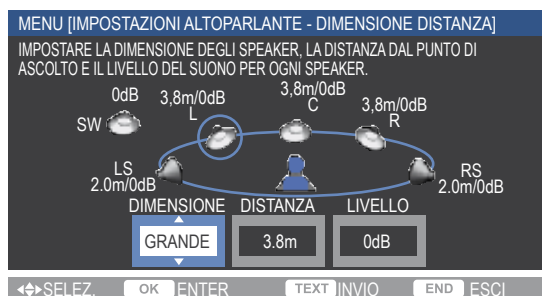 MENU [IMPOSTAZIONI ALTOPARLANTE - DIMENSIONE DISTANZA]
IMPOSTARE LA DIMENSIONE DEGLI SPEAKER, LA DISTANZA DAL PUNTO DI
ASCOLTO E IL LIVELLO DEL SUONO PER OGNI SPEAKER.
0dB
SW
3,8m/0dB
L
3,8m/0dB
C
3,8m/0dB
R
LS
2.0m/0dB
RS
2.0m/0dB
DIMENSIONE DISTANZA LIVELLO
GRANDE 3.8m 0dB
SELEZ. OK ENTER TEXT INVIO END ESCI